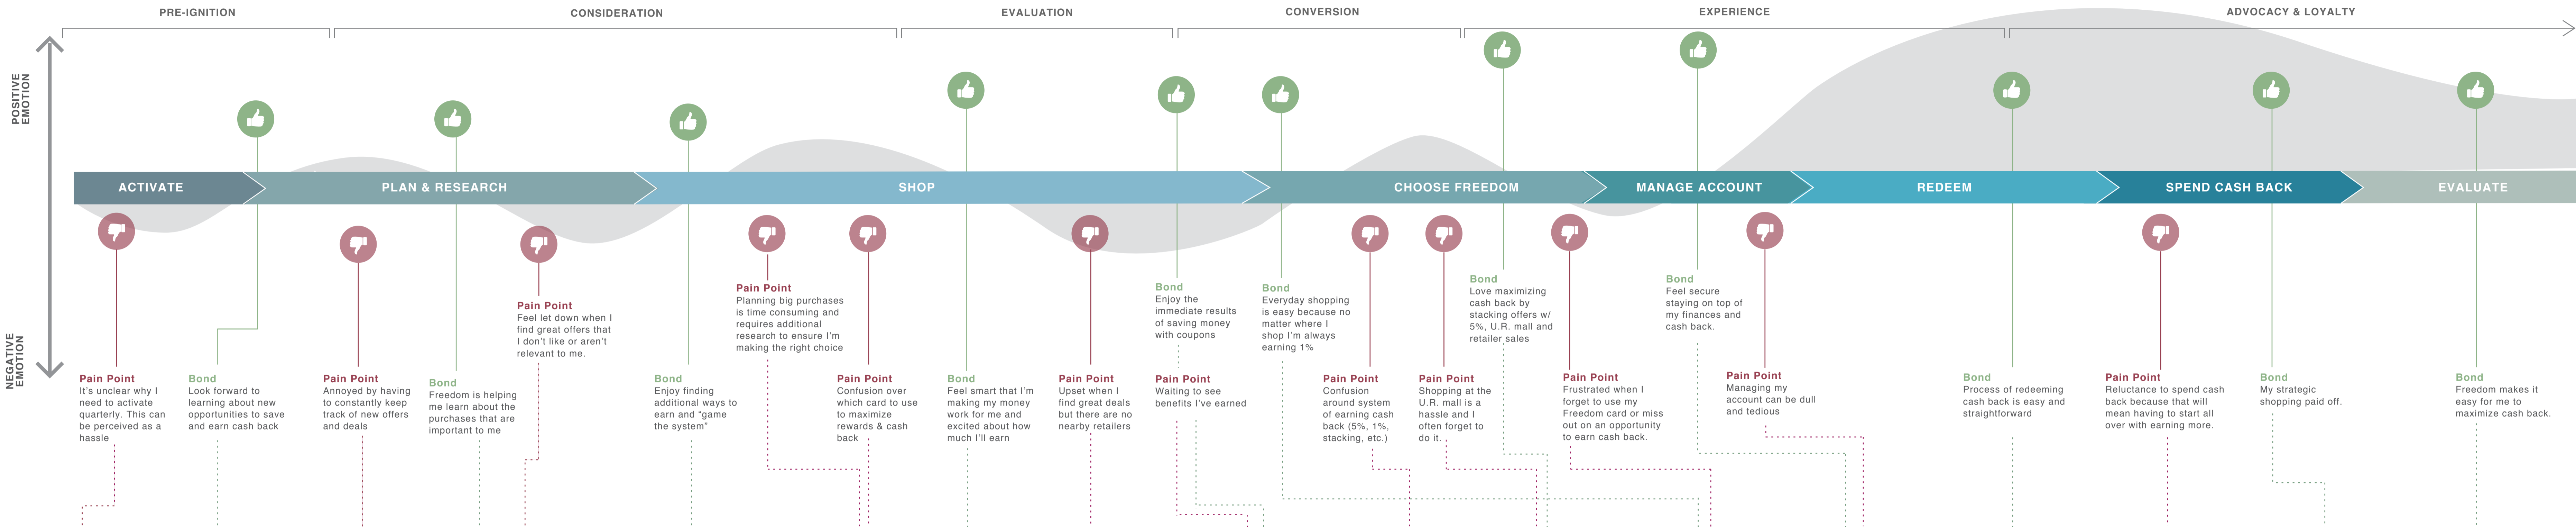 PRE-IGNITION
CONSIDERATION
EVALUATION
CONVERSION
EXPERIENCE
ADVOCACY & LOYALTY
POSITIVE
EMOTION
NEGATIVE
EMOTION
ACTIVATE
PLAN & RESEARCH
SHOP
CHOOSE FREEDOM
MANAGE ACCOUNT
REDEEM
SPEND CASH BACK
EVALUATE
Pain Point
It's unclear why I
need to activate
quarterly. This can
be perceived as a
hassle
Bond
Look forward to
learning about new
opportunities to save
and earn cash back
Pain Point
Annoyed by having
to constantly keep
track of new offers
and deals
Bond
Freedom is helping
me learn about the
purchases that are
important to me
Pain Point
Feel let down when I
find great offers that
I don't like or aren't
relevant to me.
Bond
Enjoy finding
additional ways to
earn and "game
the system"
Pain Point
Planning big purchases
is time consuming and
requires additional
research to ensure I'm
making the right choice
Pain Point
Confusion over
which card to use
to maximize
rewards & cash
back
Bond
Feel smart that I'm
making my money
work for me and
excited about how
much I'll earn
Pain Point
Upset when I
find great deals
but there are no
nearby retailers
Bond
Enjoy the
immediate results
of saving money
with coupons
Pain Point
Waiting to see
benefits I've earned
Bond
Everyday shopping
is easy because no
matter where I
shop I'm always
earning 1%
Pain Point
Confusion
around system
of earning cash
back (5%, 1%,
stacking, etc.)
Pain Point
Shopping at the
U.R. mall is a
hassle and I
often forget to
do it.
Bond
Love maximizing
cash back by
stacking offers w/
5%, U.R. mall and
retailer sales
Pain Point
Frustrated when I
forget to use my
Freedom card or miss
out on an opportunity
to earn cash back.
Bond
Feel secure
staying on top of
my finances and
cash back.
Pain Point
Managing my
account can be dull
and tedious
Bond
Process of redeeming
cash back is easy and
straightforward
Pain Point
Reluctance to spend cash
back because that will
mean having to start all
over with earning more.
Bond
My strategic
shopping paid off.
Bond
Freedom makes it
easy for me to
maximize cash back.